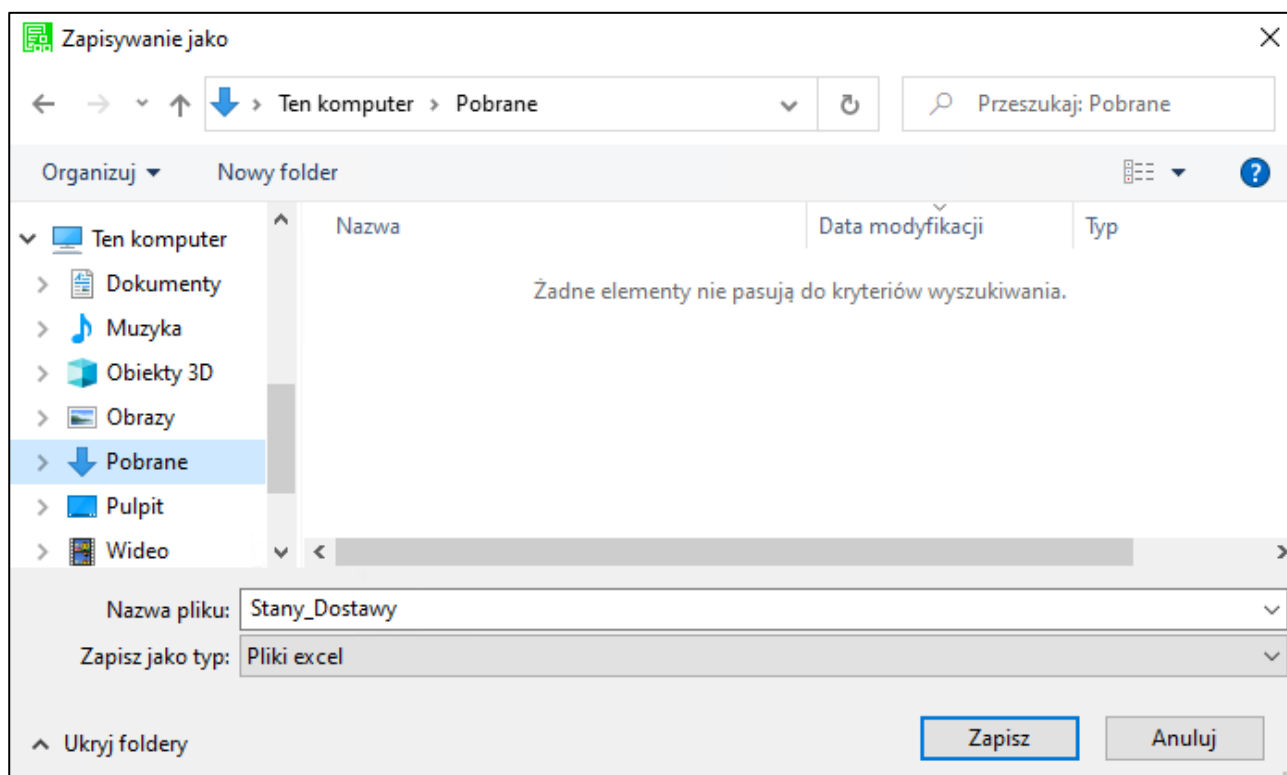 Zapisywanie jako
Ten komputer > Pobrane
Przeszukaj: Pobrane
Organizuj
Nowy folder
Nazwa
Data modyfikacji
Typ
Ten komputer
Dokumenty
Muzyka
Obiekty 3D
Obrazy
Pobrane
Pulpit
Wideo
Żadne elementy nie pasują do kryteriów wyszukiwania.
Nazwa pliku: Stany_Dostawy
Zapisz jako typ: Pliki excel
Ukryj foldery
Zapisz
Anuluj